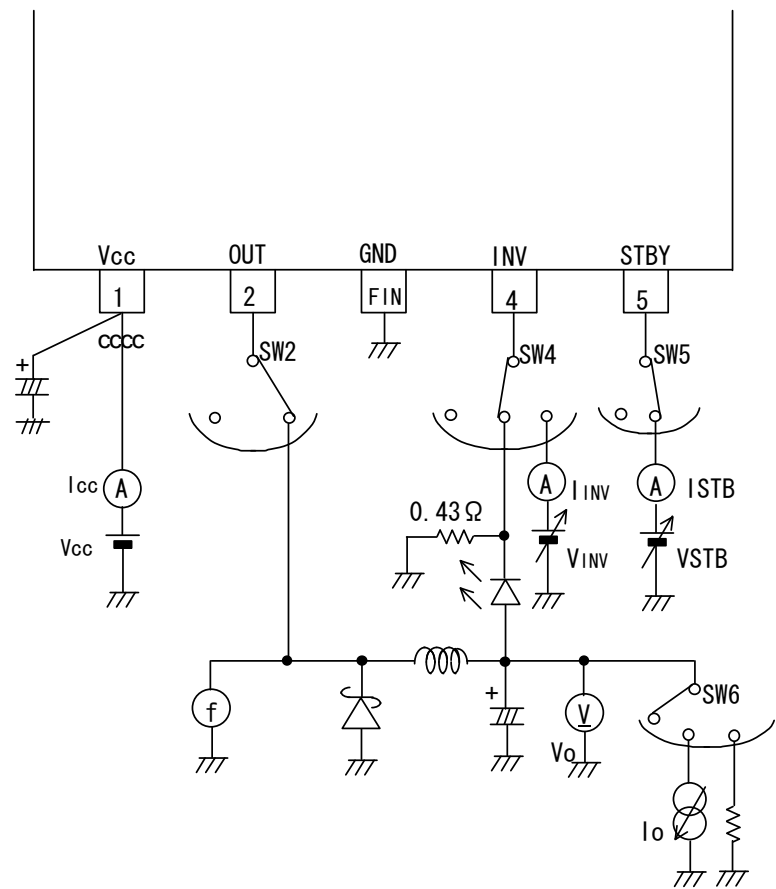 Vcc OUT GND INV STBY
1 2 FIN 4 5
CCCC
+
SW2 SW4 SW5
Icc A A IINV A ISTB
0.43Ω
Vcc VINV VSTB
f + V SW6
Vo
Io